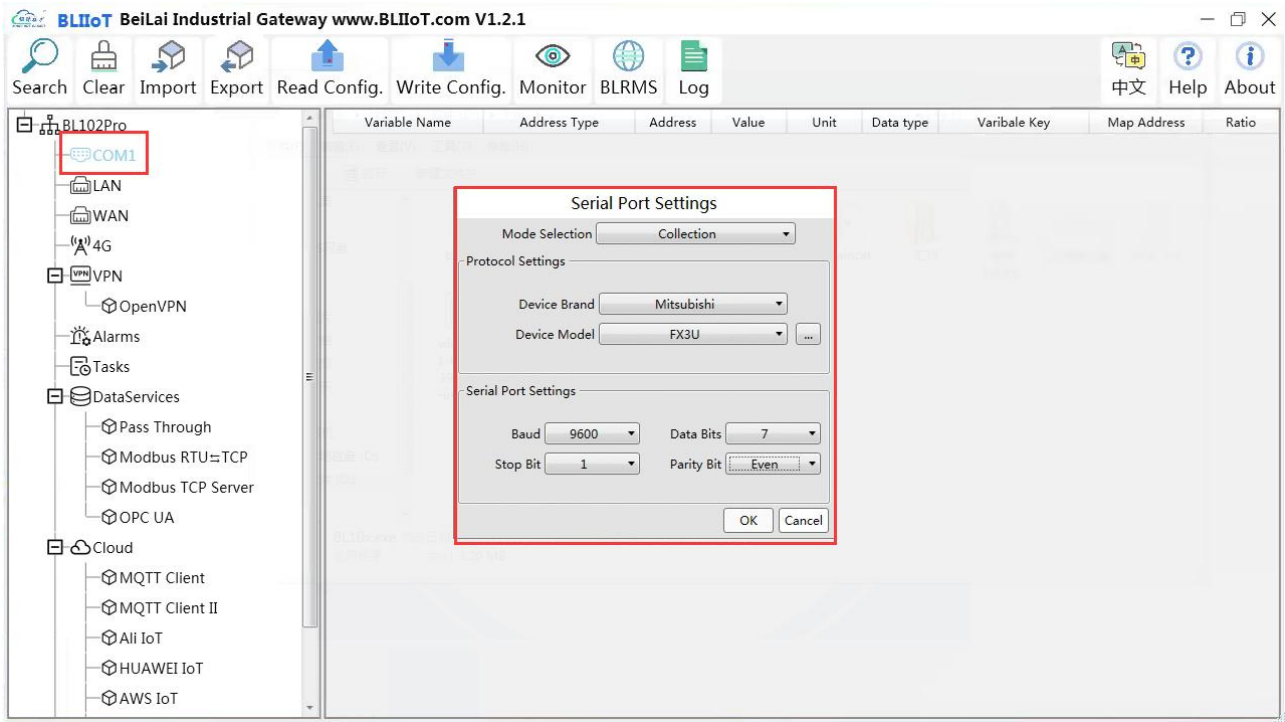 BLIIoT BeiLai Industrial Gateway www.BLIIoT.com V1.2.1
Search Clear Import Export Read Config. Write Config. Monitor BLRMS Log 中文 Help About
BL102Pro
COM1
LAN
WAN
4G
VPN
OpenVPN
Alarms
Tasks
DataServices
Pass Through
Modbus RTU⇆TCP
Modbus TCP Server
OPC UA
Cloud
MQTT Client
MQTT Client II
Ali IoT
HUAWEI IoT
AWS IoT
Variable Name Address Type Address Value Unit Data type Varibale Key Map Address Ratio
Serial Port Settings
Mode Selection Collection
Protocol Settings
Device Brand Mitsubishi
Device Model FX3U ...
Serial Port Settings
Baud 9600 Data Bits 7
Stop Bit 1 Parity Bit Even
OK Cancel